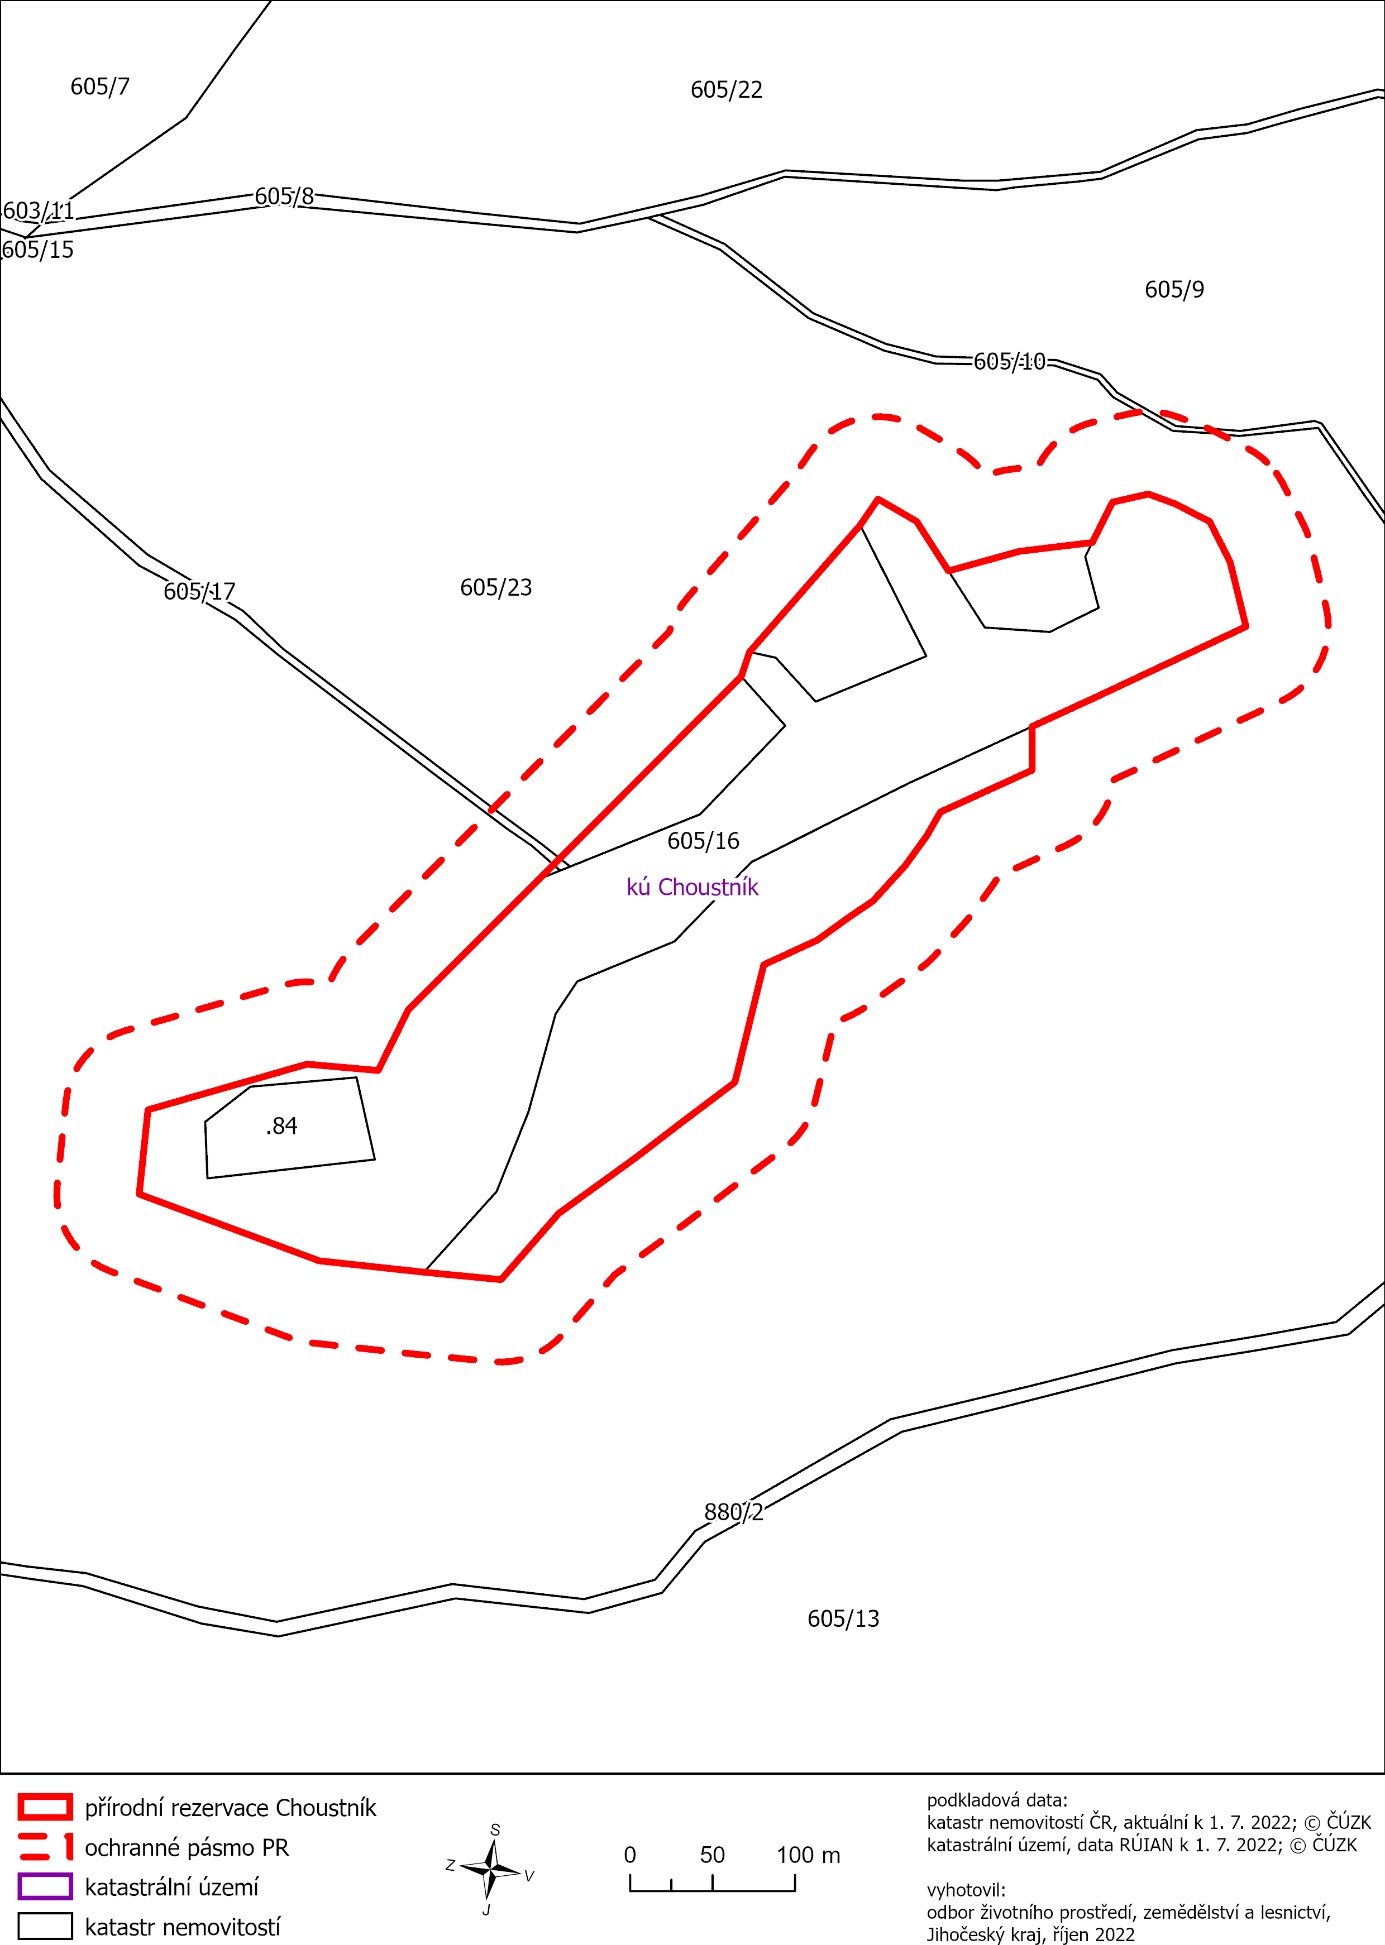 605/7
605/22
605/8
603/11
605/15
605/9
605/10
605/17
605/23
605/16
kú Choustník
.84
880/2
605/13
přírodní rezervace Choustník
ochranné pásmo PR
katastrální území
katastr nemovitostí
S
Z
V
J
0 50 100 m
podkladová data:
katastr nemovitostí ČR, aktuální k 1. 7. 2022; © ČÚZK
katastrální území, data RÚIAN k 1. 7. 2022; © ČÚZK
vyhotovil:
odbor životního prostředí, zemědělství a lesnictví,
Jihočeský kraj, říjen 2022